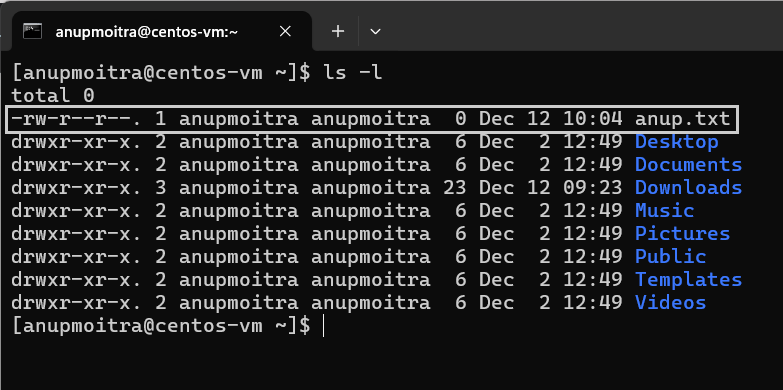 anupmoitra@centos-vm:~
[anupmoitra@centos-vm ~]$ ls -l
total 0
-rw-r--r--. 1 anupmoitra anupmoitra  0 Dec 12 10:04 anup.txt
drwxr-xr-x. 2 anupmoitra anupmoitra  6 Dec  2 12:49 Desktop
drwxr-xr-x. 2 anupmoitra anupmoitra  6 Dec  2 12:49 Documents
drwxr-xr-x. 3 anupmoitra anupmoitra 23 Dec 12 09:23 Downloads
drwxr-xr-x. 2 anupmoitra anupmoitra  6 Dec  2 12:49 Music
drwxr-xr-x. 2 anupmoitra anupmoitra  6 Dec  2 12:49 Pictures
drwxr-xr-x. 2 anupmoitra anupmoitra  6 Dec  2 12:49 Public
drwxr-xr-x. 2 anupmoitra anupmoitra  6 Dec  2 12:49 Templates
drwxr-xr-x. 2 anupmoitra anupmoitra  6 Dec  2 12:49 Videos
[anupmoitra@centos-vm ~]$